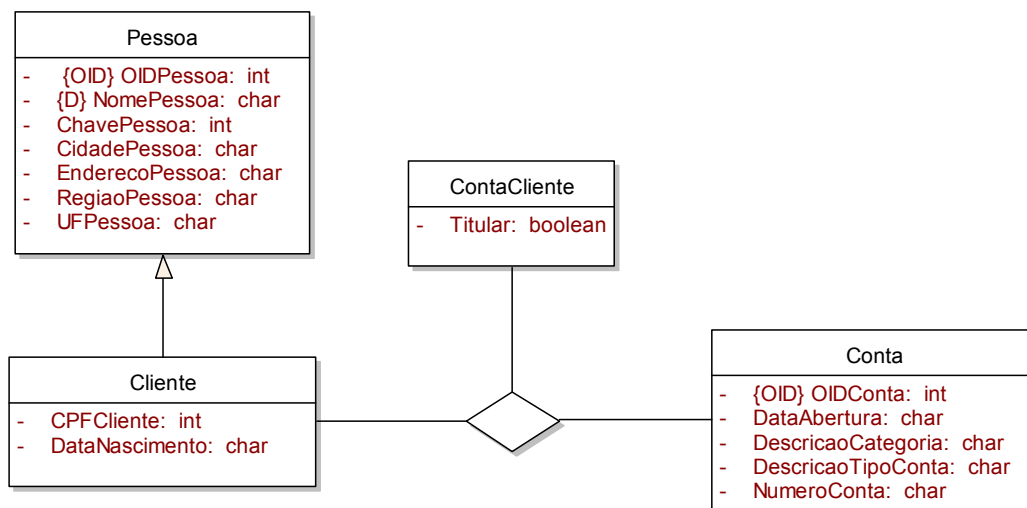 Pessoa
- {OID} OIDPessoa: int
- {D} NomePessoa: char
- ChavePessoa: int
- CidadePessoa: char
- EnderecoPessoa: char
- RegiaoPessoa: char
- UFPessoa: char
ContaCliente
- Titular: boolean
Cliente
- CPFCliente: int
- DataNascimento: char
Conta
- {OID} OIDConta: int
- DataAbertura: char
- DescricaoCategoria: char
- DescricaoTipoConta: char
- NumeroConta: char